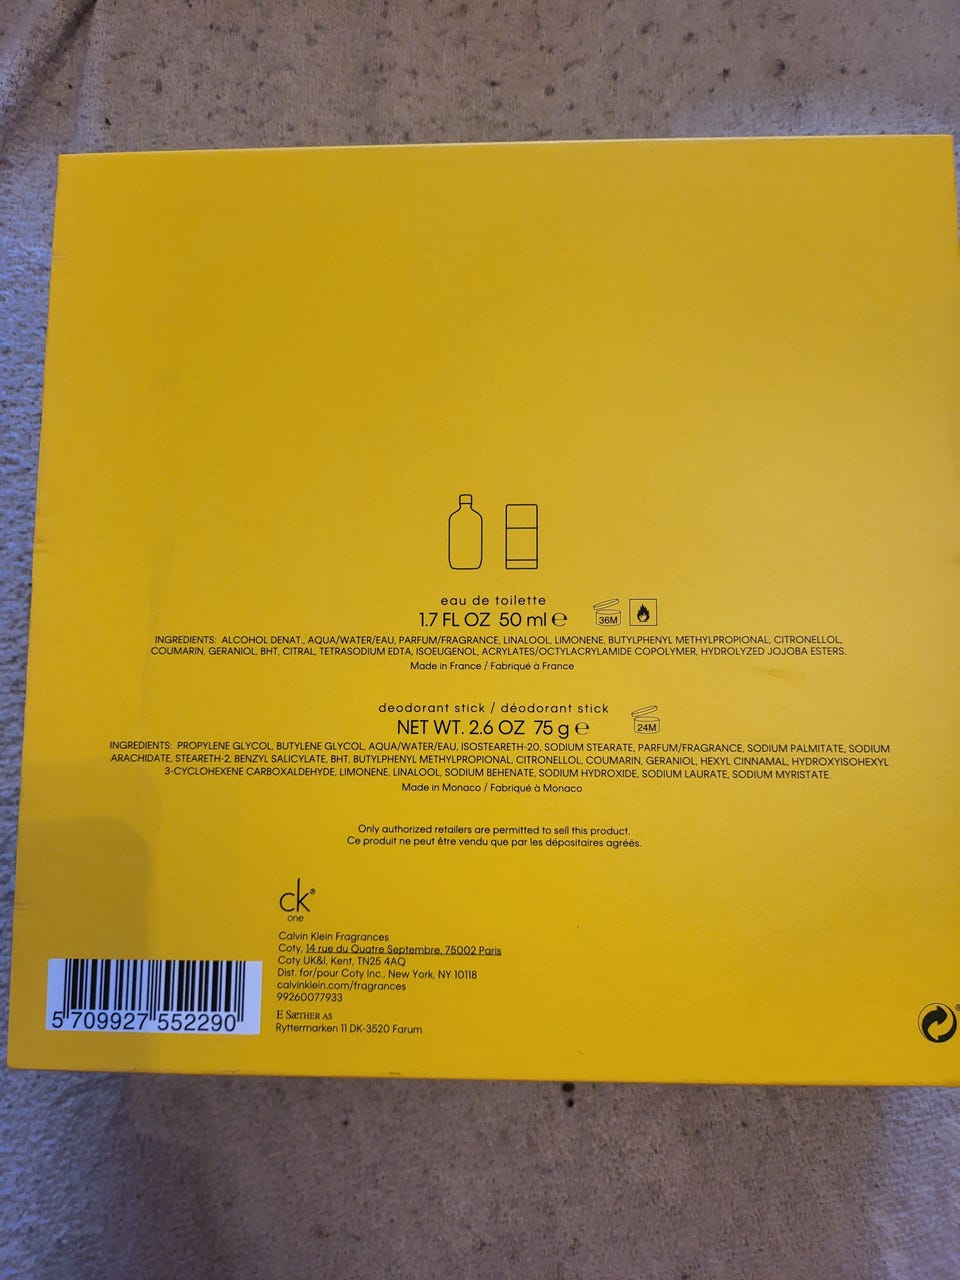 eau de toilette
1.7 FL OZ 50 ml ℮
36M
INGREDIENTS: ALCOHOL DENAT., AQUA/WATER/EAU, PARFUM/FRAGRANCE, LINALOOL, LIMONENE, BUTYLPHENYL METHYLPROPIONAL, CITRONELLOL,
COUMARIN, GERANIOL, BHT, CITRAL, TETRASODIUM EDTA, ISOEUGENOL, ACRYLATES/OCTYLACRYLAMIDE COPOLYMER, HYDROLYZED JOJOBA ESTERS.
Made in France / Fabriqué à France
deodorant stick / déodorant stick
NET WT. 2.6 OZ 75 g ℮
24M
INGREDIENTS: PROPYLENE GLYCOL, BUTYLENE GLYCOL, AQUA/WATER/EAU, ISOSTEARETH-20, SODIUM STEARATE, PARFUM/FRAGRANCE, SODIUM PALMITATE, SODIUM
ARACHIDATE, STEARETH-2, BENZYL SALICYLATE, BHT, BUTYLPHENYL METHYLPROPIONAL, CITRONELLOL, COUMARIN, GERANIOL, HEXYL CINNAMAL, HYDROXYISOHEXYL
3-CYCLOHEXENE CARBOXALDEHYDE, LIMONENE, LINALOOL, SODIUM BEHENATE, SODIUM HYDROXIDE, SODIUM LAURATE, SODIUM MYRISTATE.
Made in Monaco / Fabriqué à Monaco
Only authorized retailers are permitted to sell this product.
Ce produit ne peut être vendu que par les dépositaires agréés.
ck®
one
Calvin Klein Fragrances
Coty, 14 rue du Quatre Septembre, 75002 Paris
Coty UK&I, Kent, TN25 4AQ
Dist. for/pour Coty Inc., New York, NY 10118
calvinklein.com/fragrances
99260077933
E SÆTHER AS
Ryttermarken 11 DK-3520 Farum
5 709927 552290
®